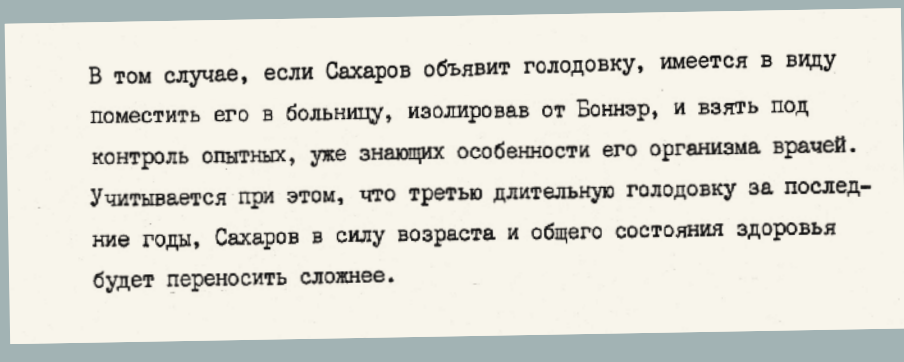 В том случае, если Сахаров объявит голодовку, имеется в виду
поместить его в больницу, изолировав от Боннэр, и взять под
контроль опытных, уже знающих особенности его организма врачей.
Учитывается при этом, что третью длительную голодовку за послед-
ние годы, Сахаров в силу возраста и общего состояния здоровья
будет переносить сложнее.